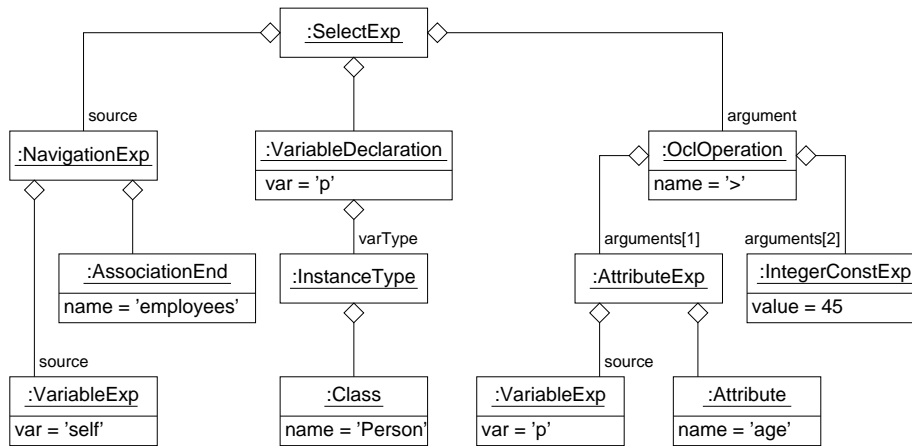 :SelectExp
source
argument
:NavigationExp
:VariableDeclaration
var = ’p’
:OclOperation
name = ’>’
varType
arguments[1]
arguments[2]
:AssociationEnd
name = ’employees’
:InstanceType
:AttributeExp
:IntegerConstExp
value = 45
source
source
:VariableExp
var = ’self’
:Class
name = ’Person’
:VariableExp
var = ’p’
:Attribute
name = ’age’